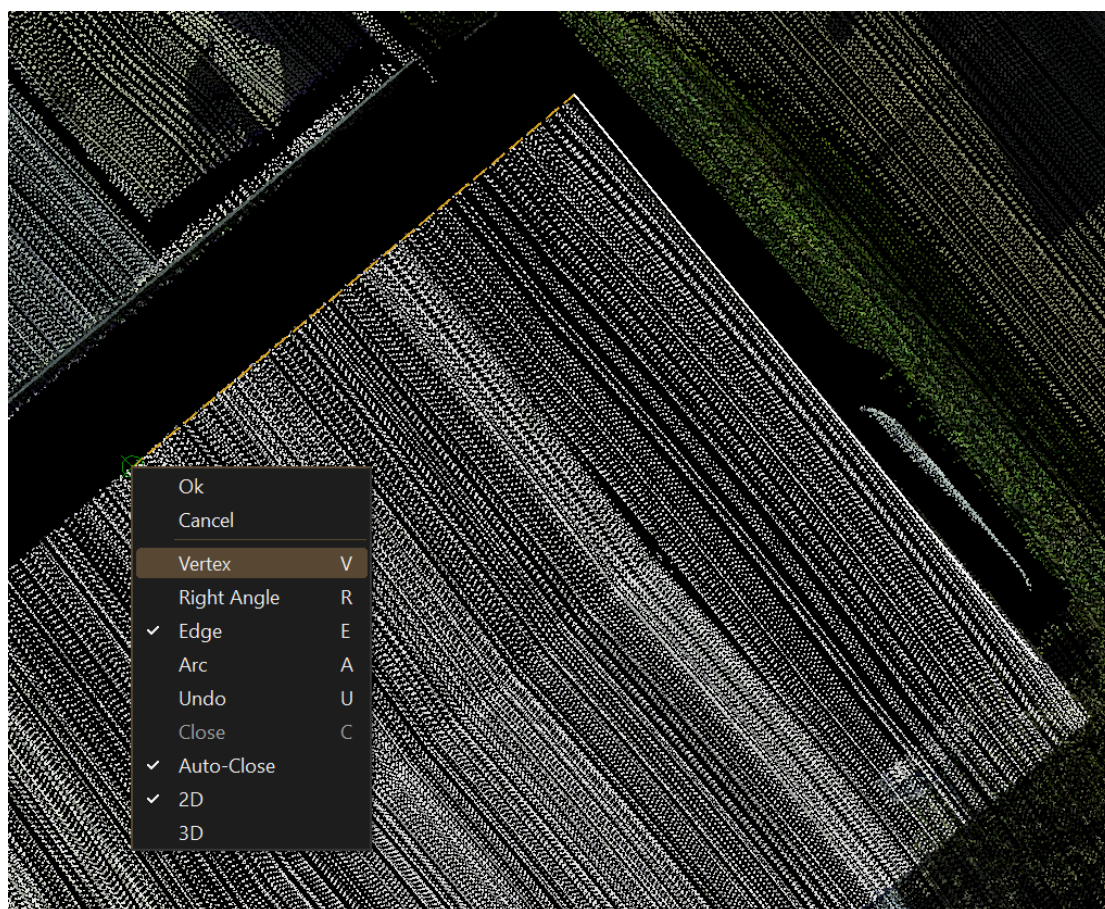 Ok
Cancel
Vertex V
Right Angle R
Edge E
Arc A
Undo U
Close C
Auto-Close
2D
3D